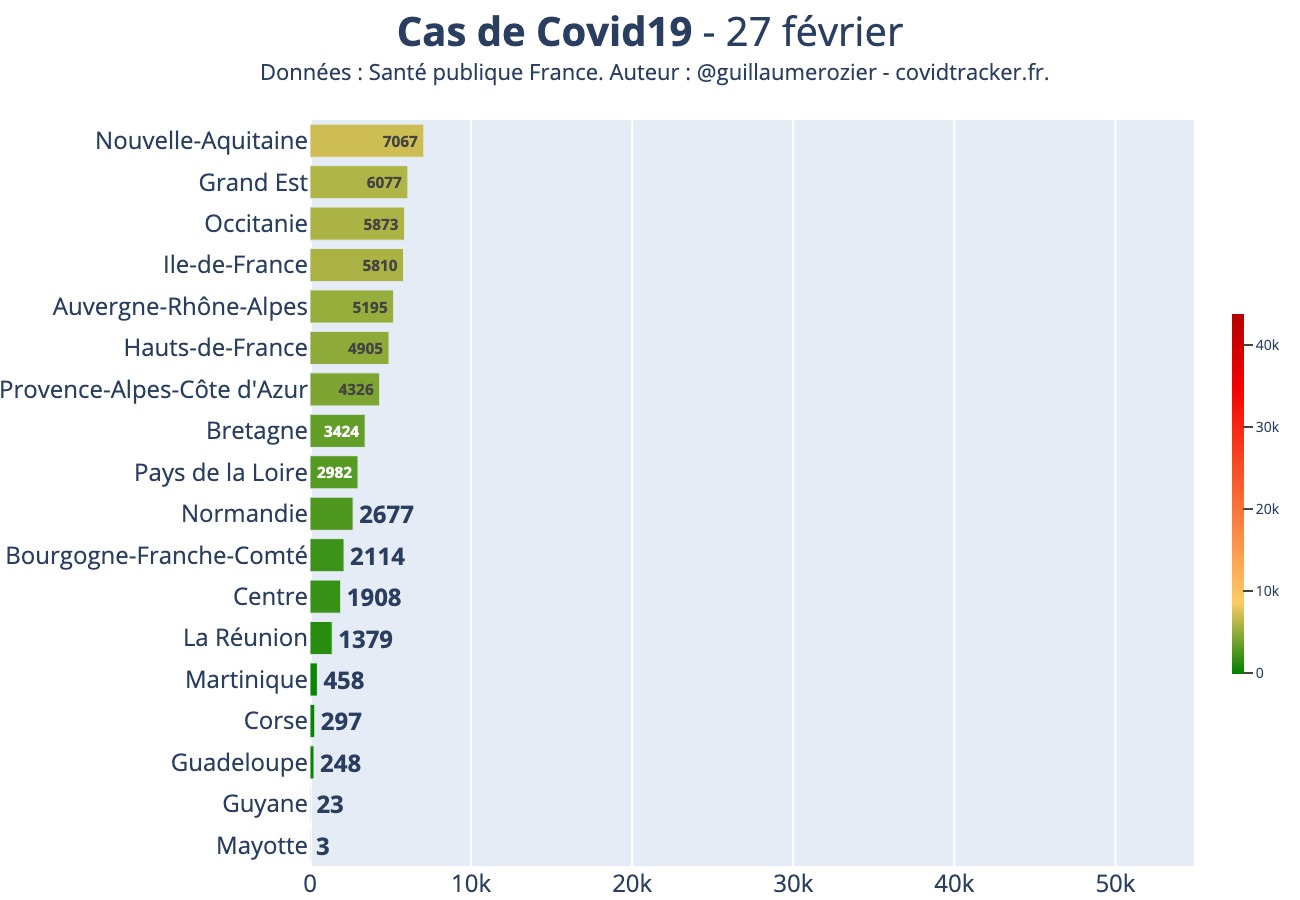 Cas de Covid19 - 27 février
Données : Santé publique France. Auteur : @guillaumerozier - covidtracker.fr.
Nouvelle-Aquitaine 7067
Grand Est 6077
Occitanie 5873
Ile-de-France 5810
Auvergne-Rhône-Alpes 5195
Hauts-de-France 4905
Provence-Alpes-Côte d'Azur 4326
Bretagne 3424
Pays de la Loire 2982
Normandie 2677
Bourgogne-Franche-Comté 2114
Centre 1908
La Réunion 1379
Martinique 458
Corse 297
Guadeloupe 248
Guyane 23
Mayotte 3
0 10k 20k 30k 40k 50k
40k
30k
20k
10k
0